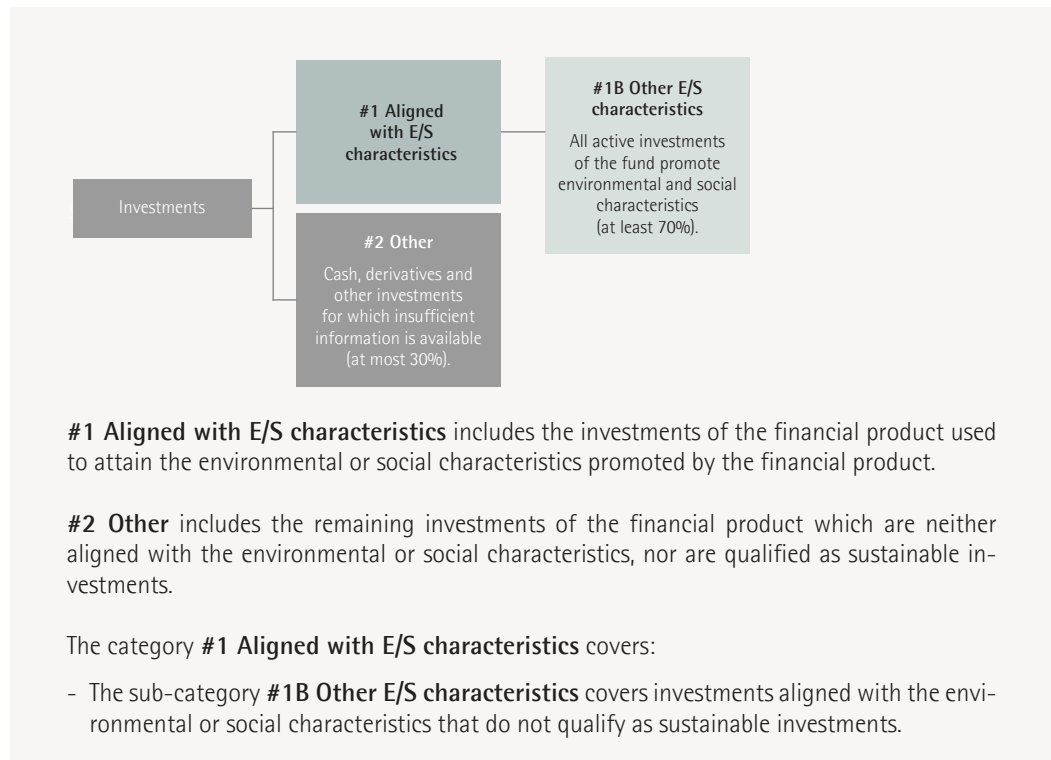 #1 Aligned
with E/S
characteristics
#1B Other E/S
characteristics
All active investments
of the fund promote
environmental and social
characteristics
(at least 70%).
Investments
#2 Other
Cash, derivatives and
other investments
for which insufficient
information is available
(at most 30%).
#1 Aligned with E/S characteristics includes the investments of the financial product used
to attain the environmental or social characteristics promoted by the financial product.
#2 Other includes the remaining investments of the financial product which are neither
aligned with the environmental or social characteristics, nor are qualified as sustainable in-
vestments.
The category #1 Aligned with E/S characteristics covers:
- The sub-category #1B Other E/S characteristics covers investments aligned with the envi-
ronmental or social characteristics that do not qualify as sustainable investments.